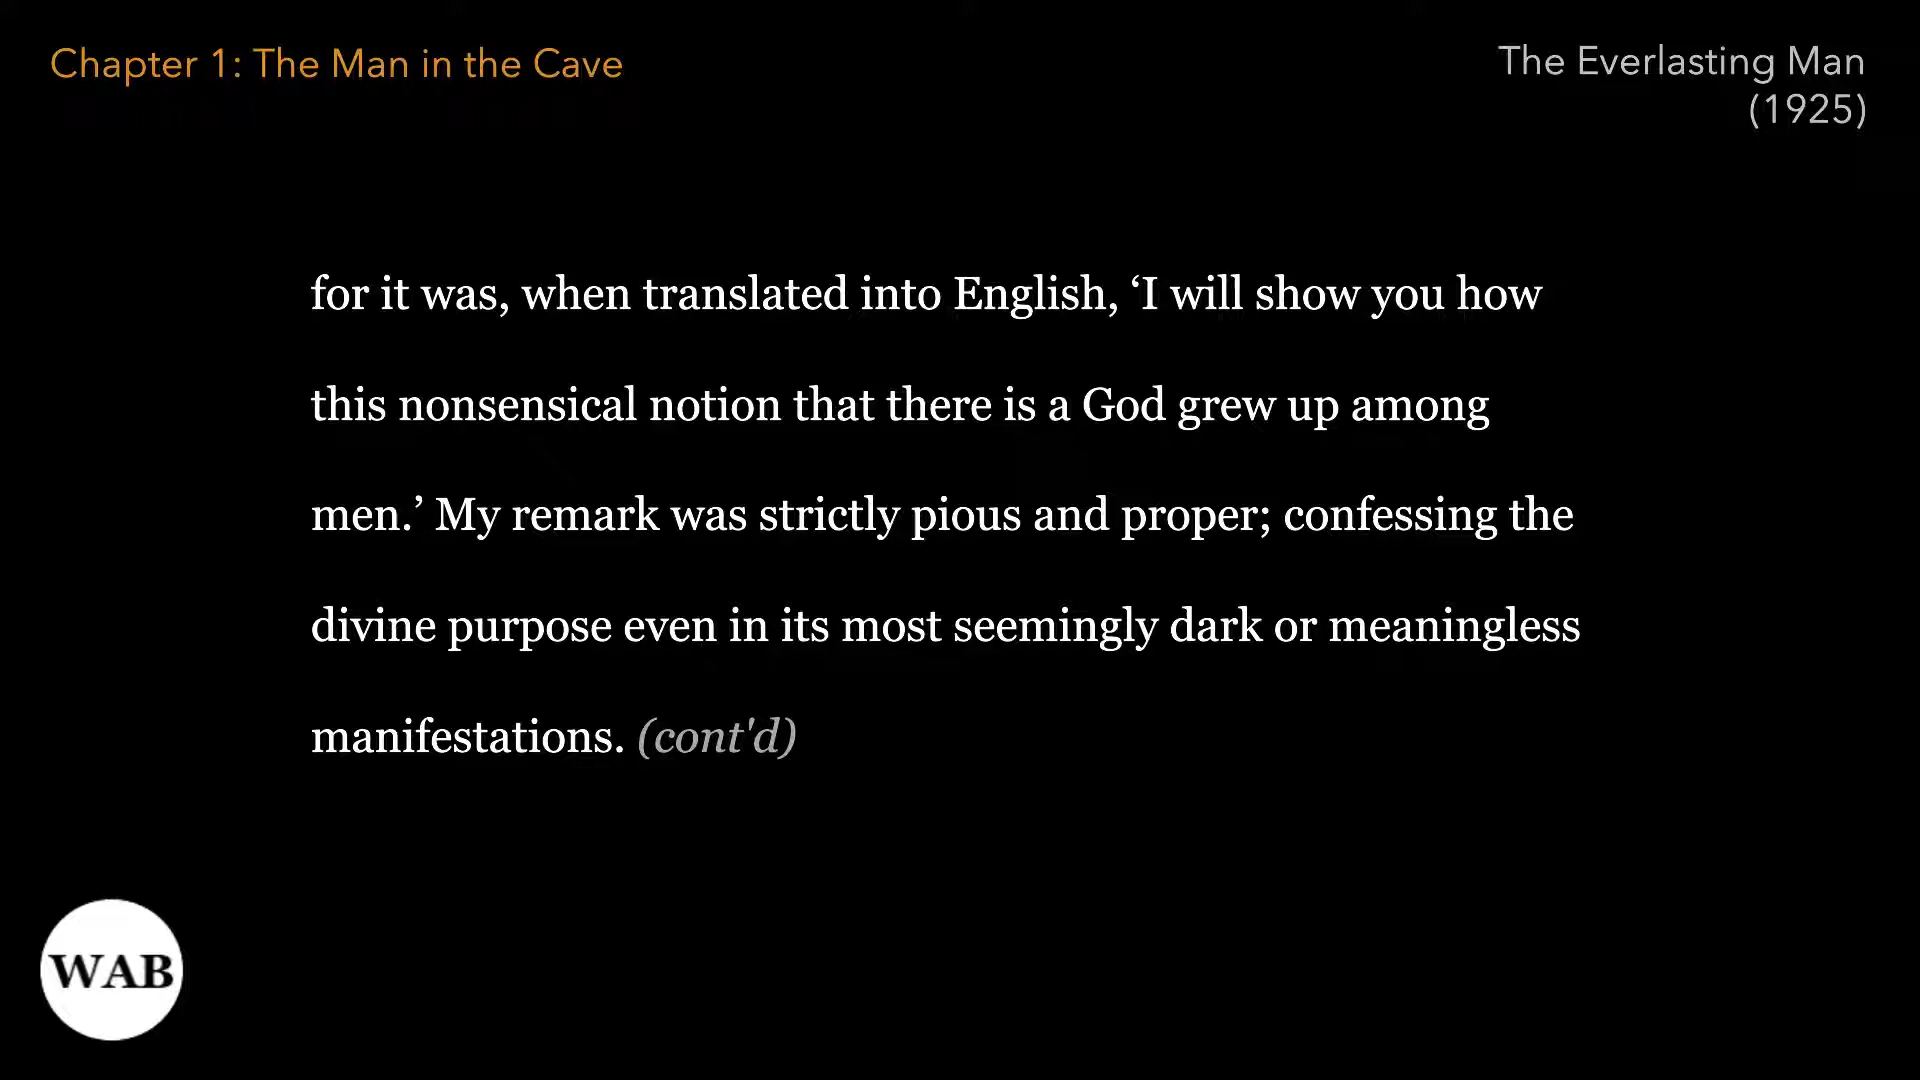 Chapter 1: The Man in the Cave
The Everlasting Man
(1925)
for it was, when translated into English, ‘I will show you how
this nonsensical notion that there is a God grew up among
men.’ My remark was strictly pious and proper; confessing the
divine purpose even in its most seemingly dark or meaningless
manifestations. (cont'd)
WAB